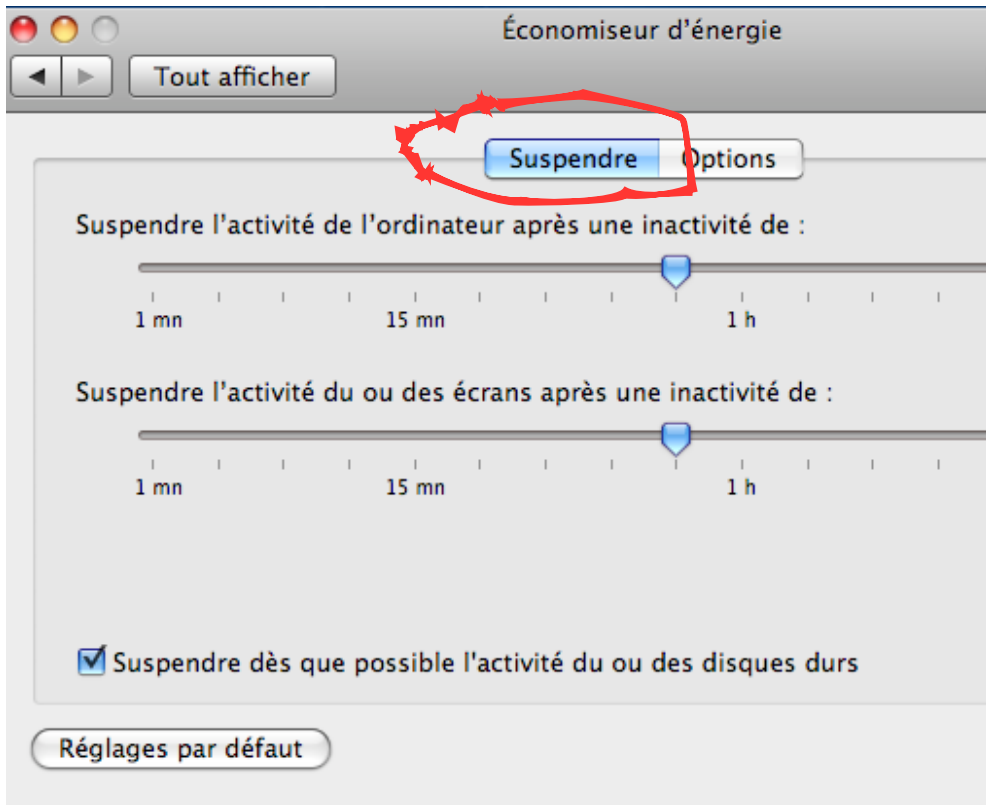 Économiseur d’énergie
Tout afficher
Suspendre Options
Suspendre l’activité de l’ordinateur après une inactivité de :
1 mn 15 mn 1 h
Suspendre l’activité du ou des écrans après une inactivité de :
1 mn 15 mn 1 h
Suspendre dès que possible l'activité du ou des disques durs
Réglages par défaut